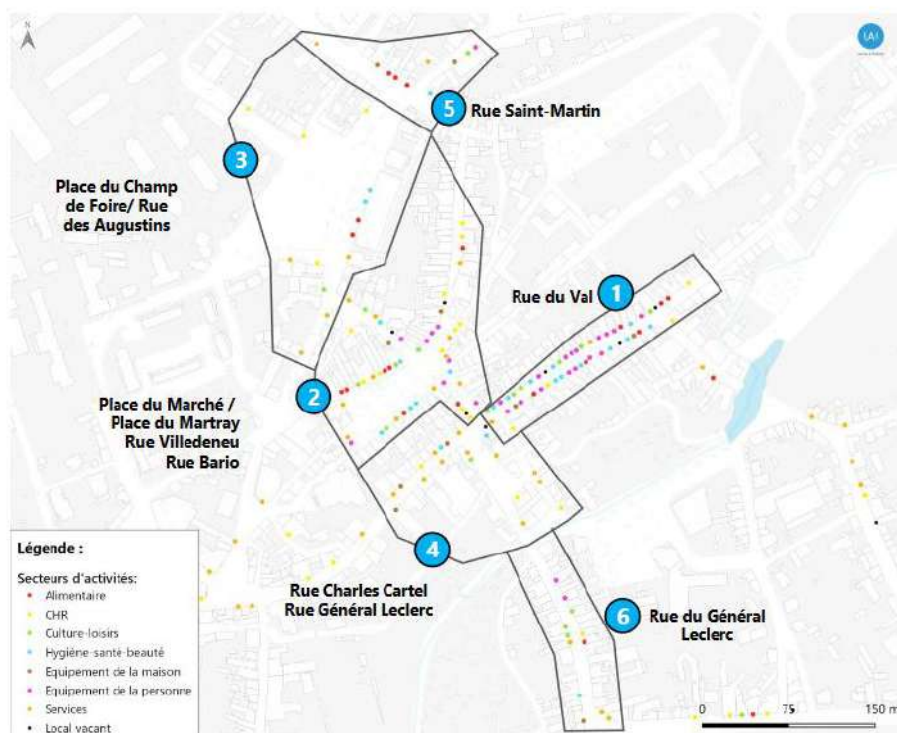 N
(A)
5
Rue Saint-Martin
3
Place du Champ
de Foire/ Rue
des Augustins
Rue du Val
1
2
Place du Marché /
Place du Martray
Rue Villedeneu
Rue Bario
4
Rue Charles Cartel
Rue Général Leclerc
6
Rue du Général
Leclerc
Légende :
Secteurs d'activités:
Alimentaire
CHR
Culture-loisirs
Hygiène-santé-beauté
Equipement de la maison
Equipement de la personne
Services
Local vacant
0 75 150 m